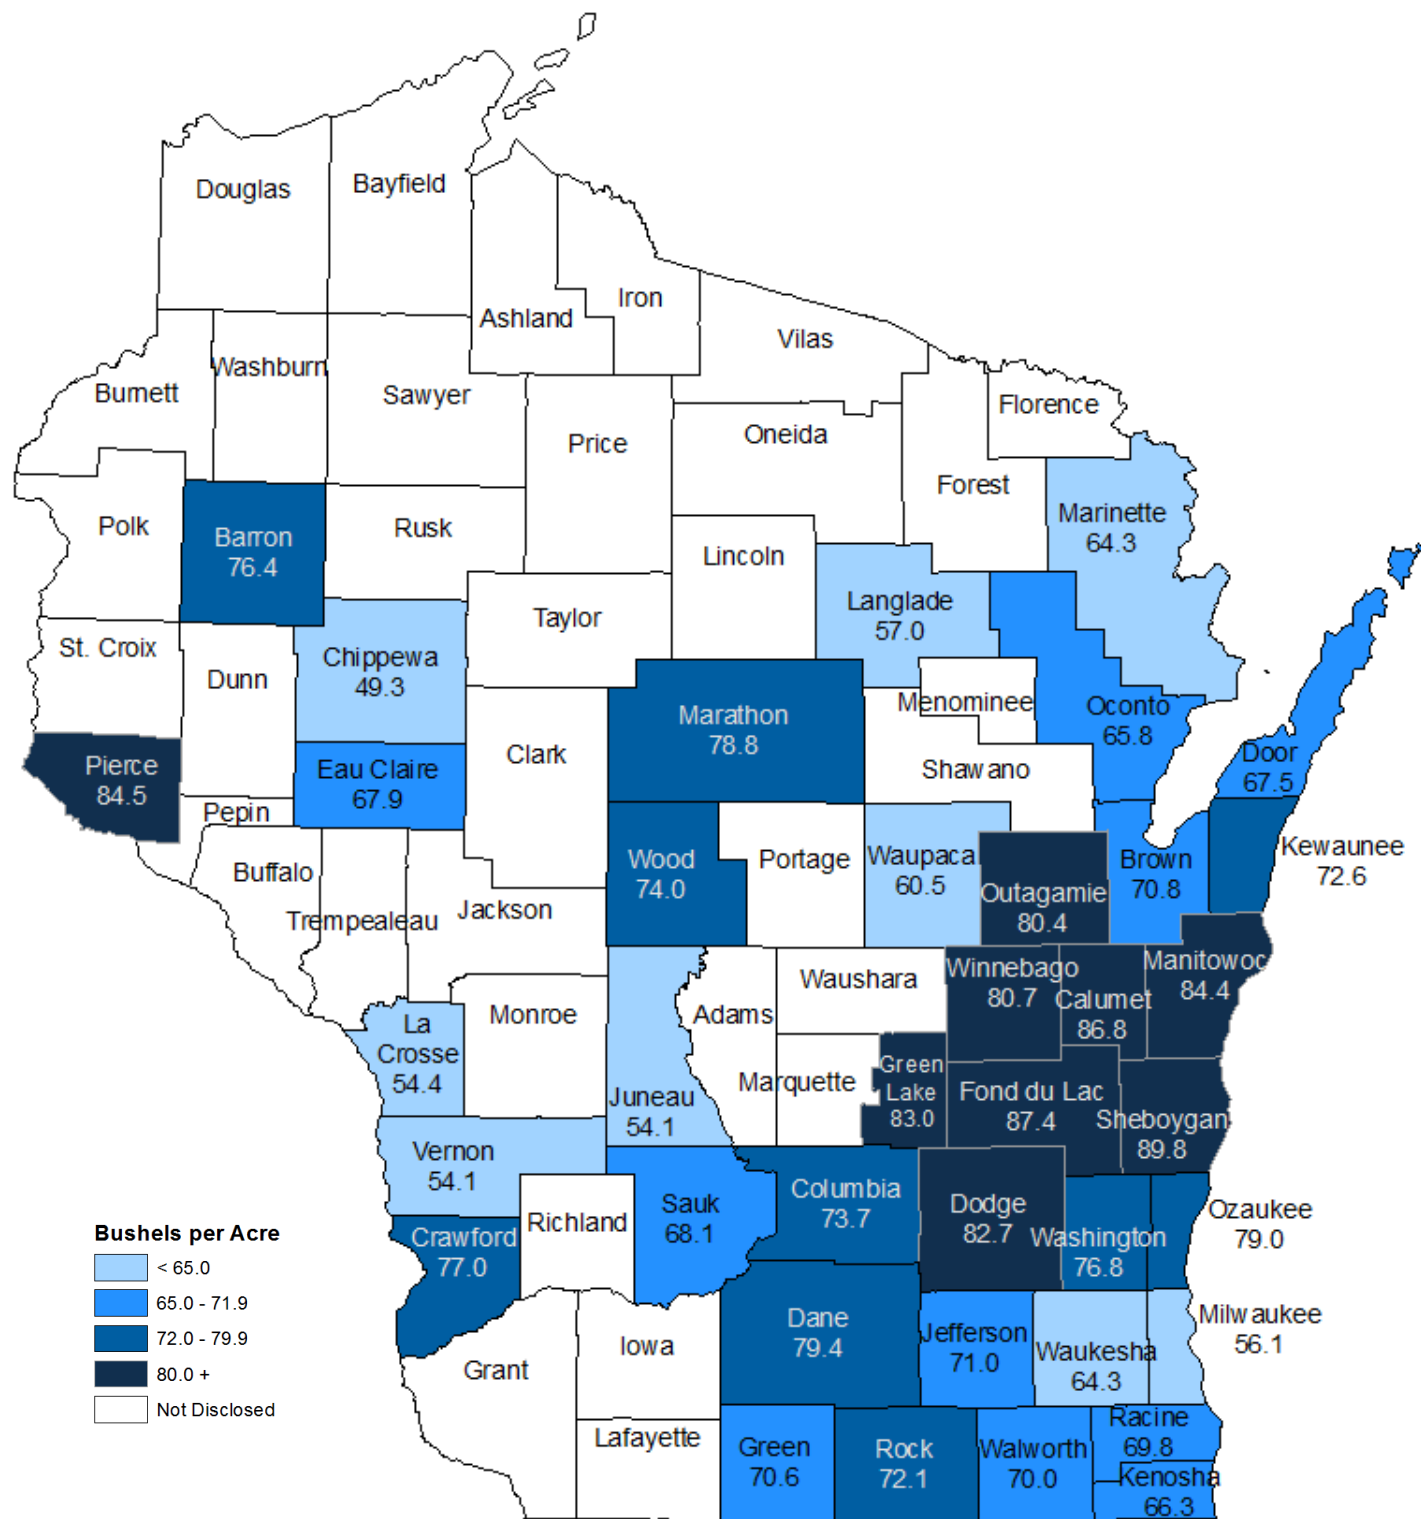 Douglas
Bayfield
Ashland
Iron
Vilas
Burnett
Washburn
Sawyer
Price
Oneida
Florence
Forest
Marinette
64.3
Polk
Barron
76.4
Rusk
Lincoln
Langlade
57.0
Taylor
St. Croix
Dunn
Chippewa
49.3
Menominee
Oconto
65.8
Marathon
78.8
Clark
Shawano
Door
67.5
Pierce
84.5
Eau Claire
67.9
Pepin
Buffalo
Trempealeau
Jackson
Wood
74.0
Portage
Waupaca
60.5
Outagamie
80.4
Brown
70.8
Kewaunee
72.6
Monroe
La
Crosse
54.4
Juneau
54.1
Adams
Waushara
Marquette
Green
Lake
83.0
Winnebago
80.7
Calumet
86.8
Manitowoc
84.4
Fond du Lac
87.4
Sheboygan
89.8
Vernon
54.1
Crawford
77.0
Richland
Sauk
68.1
Columbia
73.7
Dodge
82.7
Washington
76.8
Ozaukee
79.0
Grant
Iowa
Dane
79.4
Jefferson
71.0
Waukesha
64.3
Milwaukee
56.1
Lafayette
Green
70.6
Rock
72.1
Walworth
70.0
Racine
69.8
Kenosha
66.3
Bushels per Acre
< 65.0
65.0 - 71.9
72.0 - 79.9
80.0 +
Not Disclosed